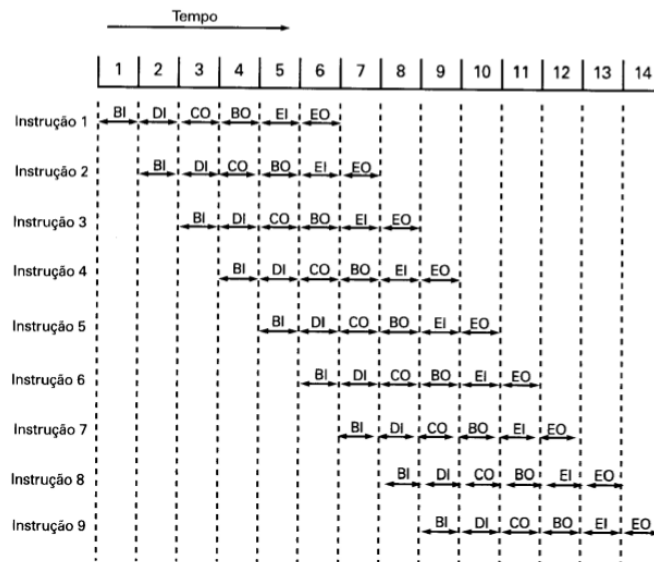 Tempo
1 2 3 4 5 6 7 8 9 10 11 12 13 14
Instrução 1 BI DI CO BO EI EO
Instrução 2 BI DI CO BO EI EO
Instrução 3 BI DI CO BO EI EO
Instrução 4 BI DI CO BO EI EO
Instrução 5 BI DI CO BO EI EO
Instrução 6 BI DI CO BO EI EO
Instrução 7 BI DI CO BO EI EO
Instrução 8 BI DI CO BO EI EO
Instrução 9 BI DI CO BO EI EO